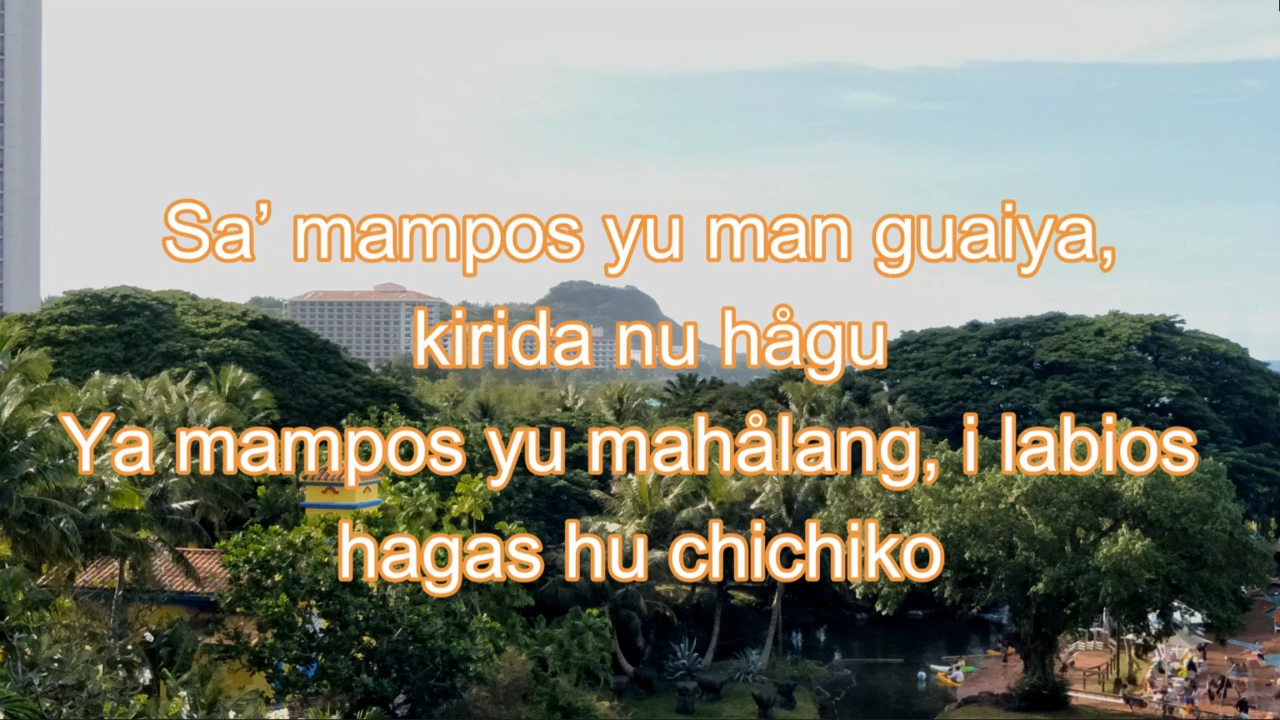 Sa’ mampos yu man guaiya,
kirida nu hågu
Ya mampos yu mahålang, i labios
hagas hu chichiko